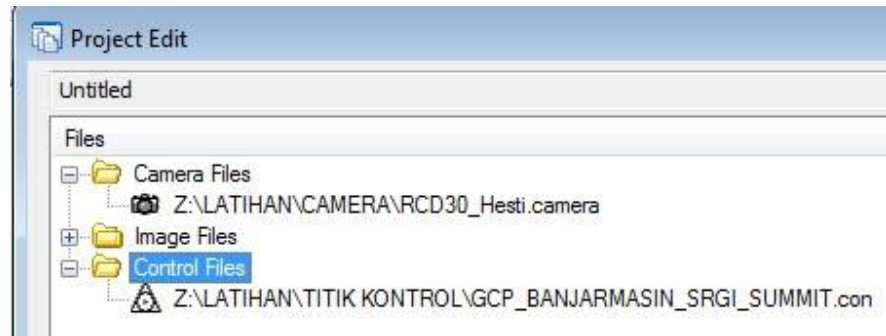 Project Edit
Untitled
Files
Camera Files
Z:\LATIHAN\CAMERA\RCD30_Hesti.camera
Image Files
Control Files
Z:\LATIHAN\TITIK KONTROL\GCP_BANJARMASIN_SRGI_SUMMIT.con